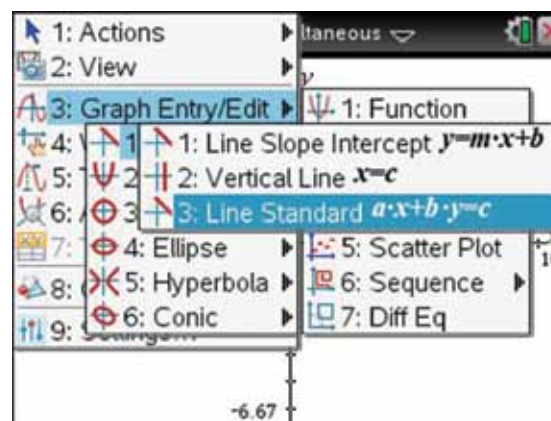 1: Actions
ltaneous
2: View
y
3: Graph Entry/Edit
1: Function
4:
1
1: Line Slope Intercept y=m·x+b
5:
2
2: Vertical Line x=c
6:
3
3: Line Standard a·x+b·y=c
7:
4: Ellipse
5: Scatter Plot
8:
5: Hyperbola
6: Sequence
6: Conic
7: Diff Eq
9:
-6.67